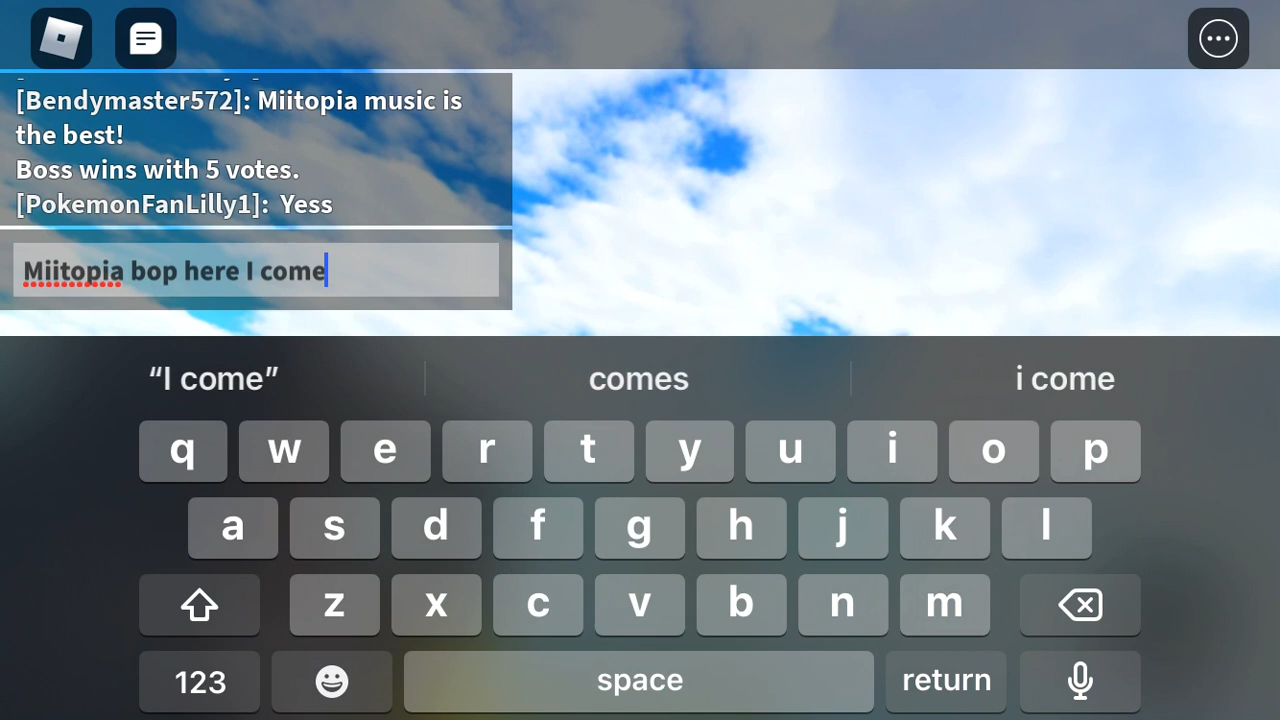 [Bendymaster572]: Miitopia music is
the best!
Boss wins with 5 votes.
[PokemonFanLilly1]:  Yess
Miitopia bop here I come
“I come” comes i come
q w e r t y u i o p
a s d f g h j k l
z x c v b n m
123 space return